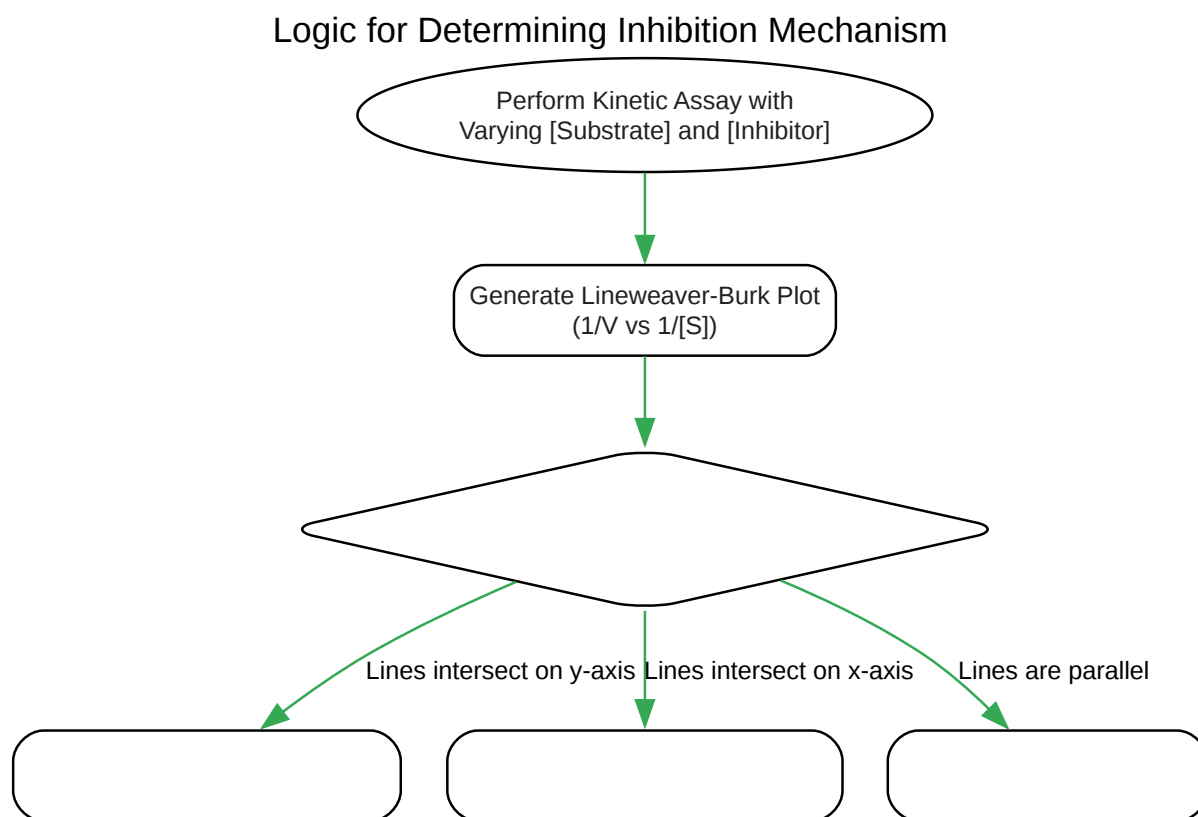 Logic for Determining Inhibition Mechanism
Perform Kinetic Assay with
Varying [Substrate] and [Inhibitor]
Generate Lineweaver-Burk Plot
(1/V vs 1/[S])
Lines intersect on y-axis
Lines intersect on x-axis
Lines are parallel